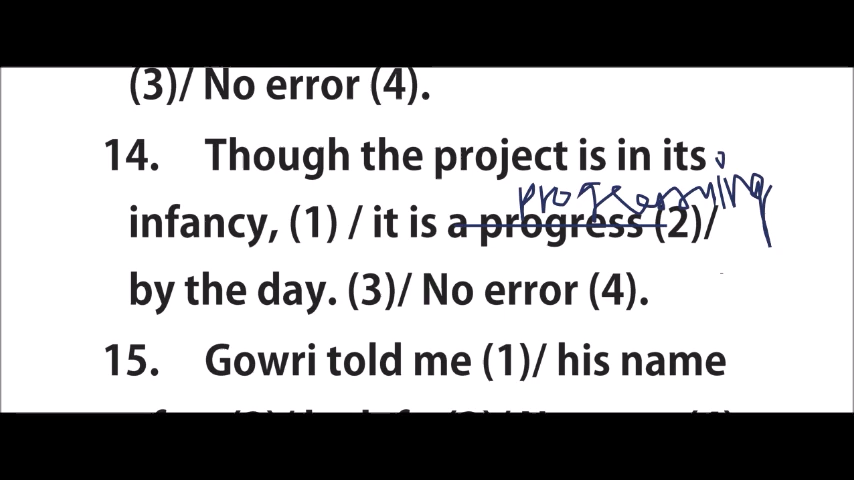 (3)/ No error (4).
14. Though the project is in its
progressing
infancy, (1) / it is a progress (2)/
by the day. (3)/ No error (4).
15. Gowri told me (1)/ his name